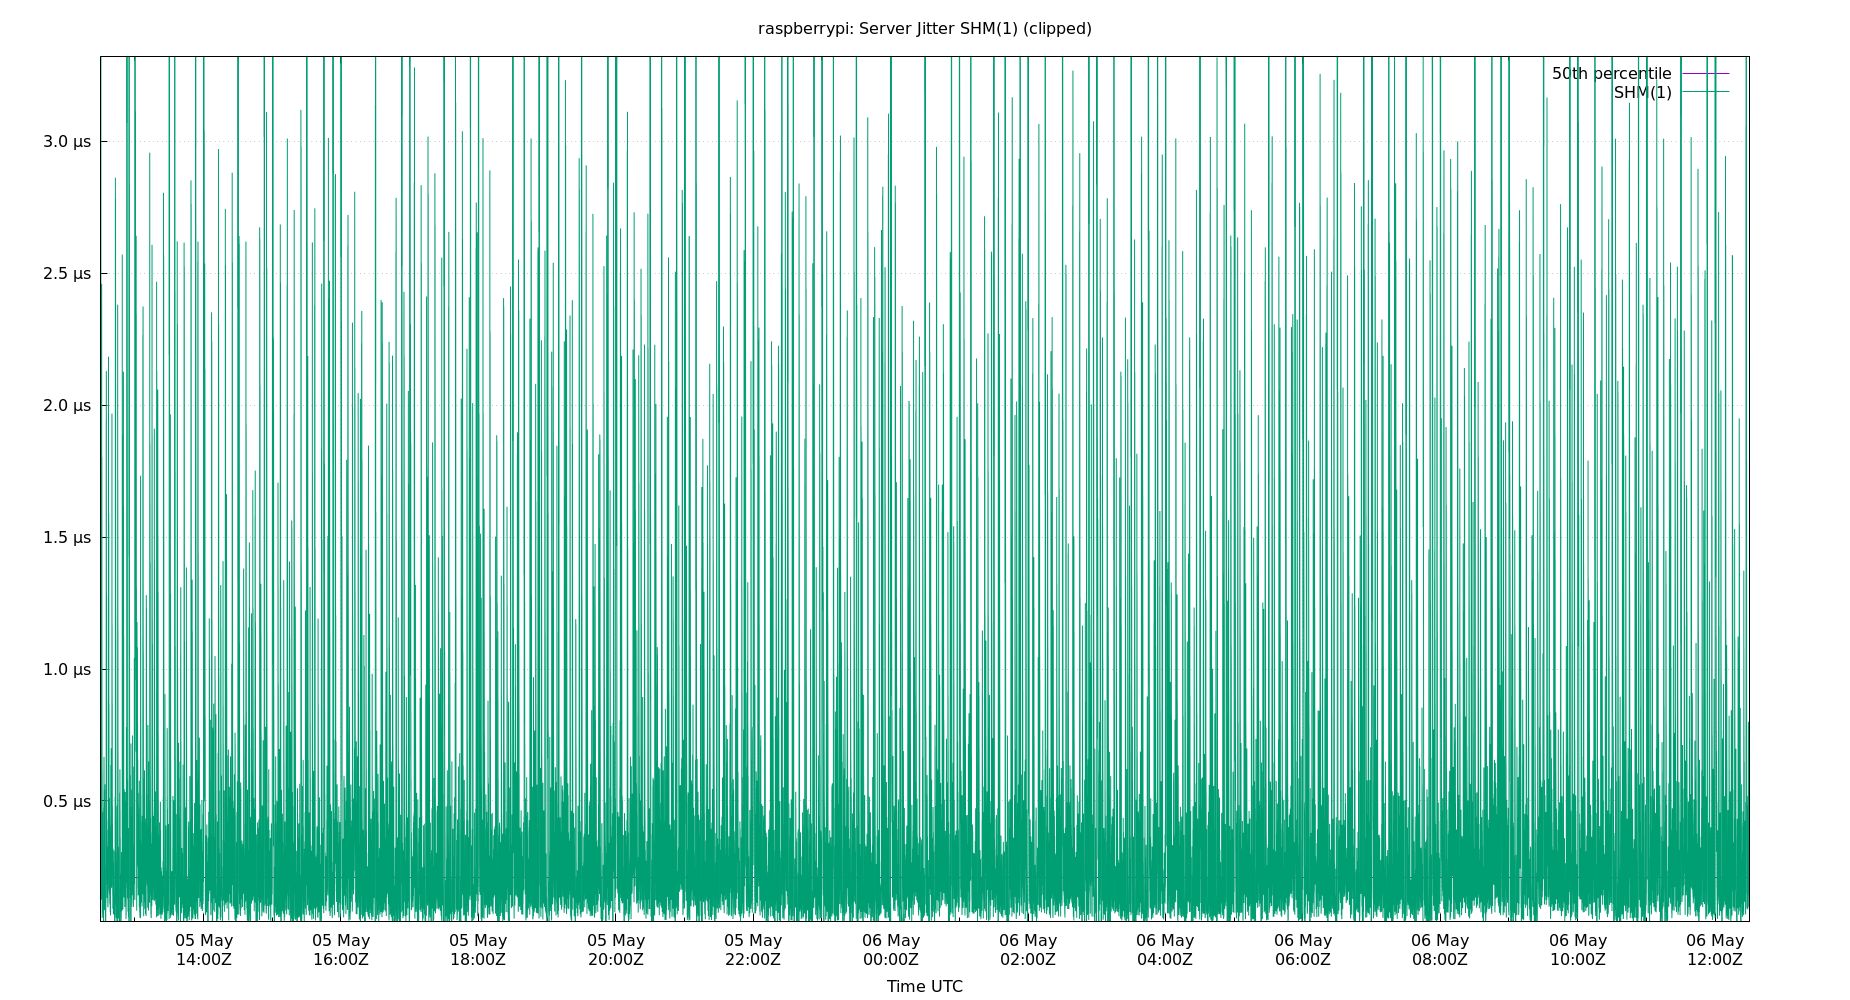 raspberrypi: Server Jitter SHM(1) (clipped)
50th percentile
SHM(1)
3.0 µs
2.5 µs
2.0 µs
1.5 µs
1.0 µs
0.5 µs
05 May 05 May 05 May 05 May 05 May 06 May 06 May 06 May 06 May 06 May 06 May 06 May
14:00Z 16:00Z 18:00Z 20:00Z 22:00Z 00:00Z 02:00Z 04:00Z 06:00Z 08:00Z 10:00Z 12:00Z
Time UTC